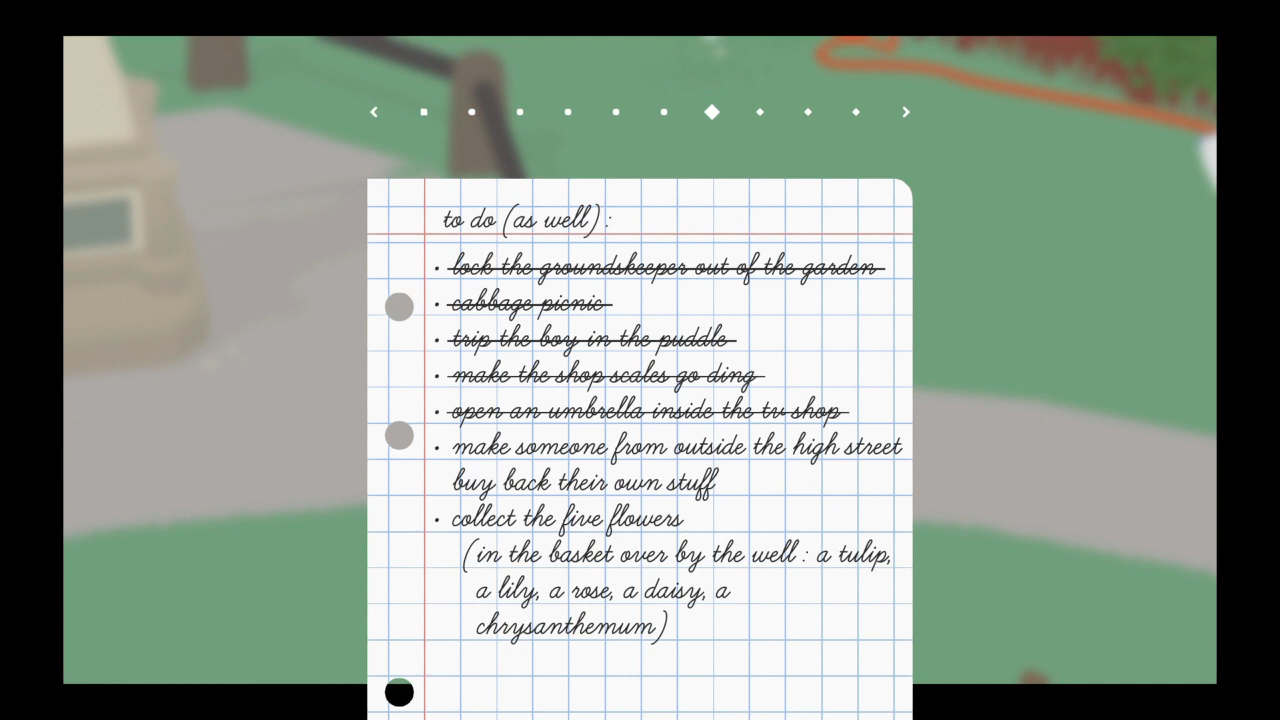 to do (as well) :
• lock the groundskeeper out of the garden
• cabbage picnic
• trip the boy in the puddle
• make the shop scales go ding
• open an umbrella inside the tv shop
• make someone from outside the high street
buy back their own stuff
• collect the five flowers
(in the basket over by the well : a tulip,
a lily, a rose, a daisy, a
chrysanthemum)